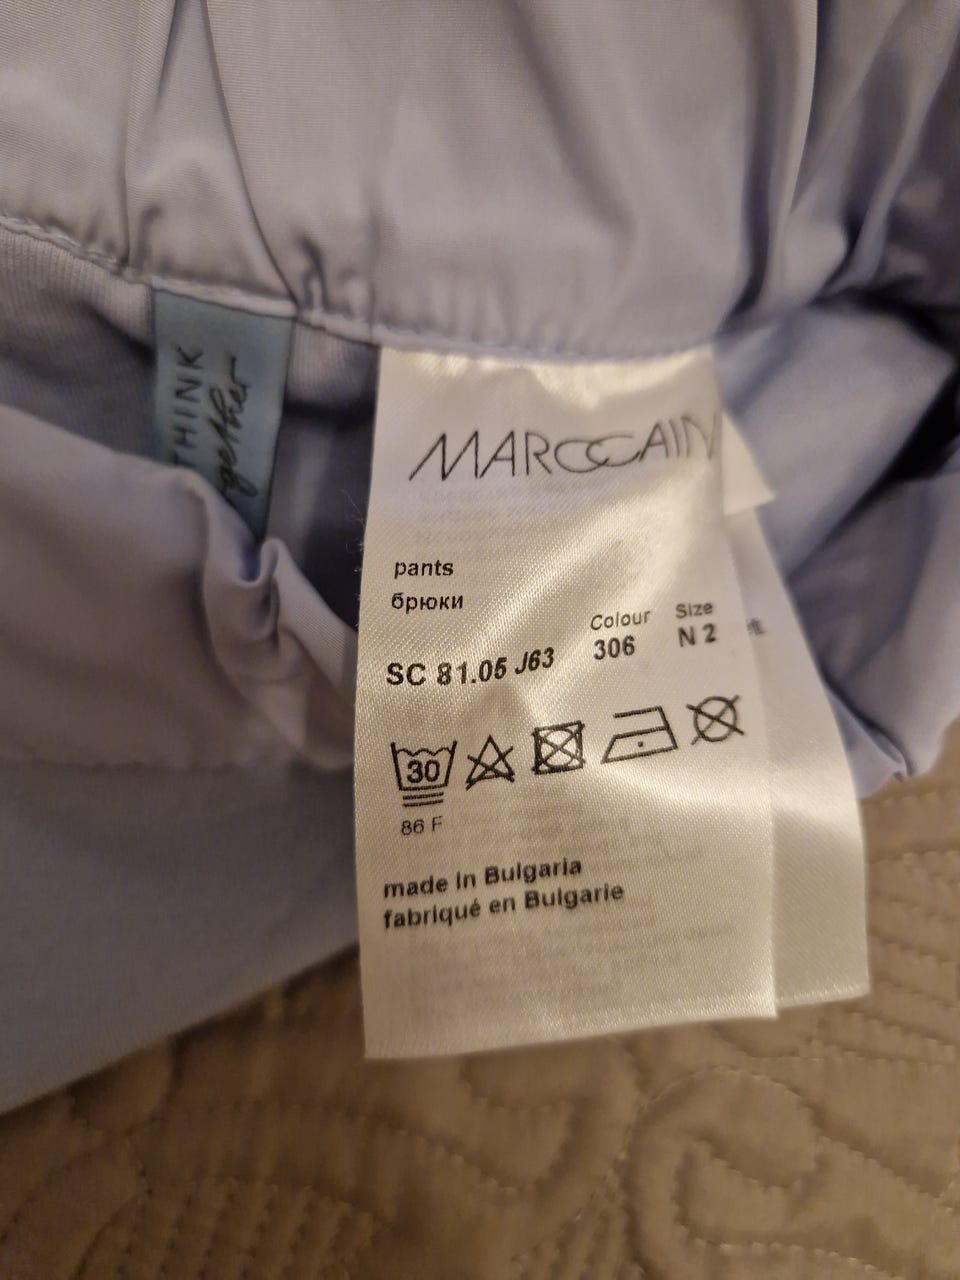 THINK
together
MARCCAIN
pants
брюки
Colour Size
SC 81.05 J63 306 N 2
30
86 F
made in Bulgaria
fabriqué en Bulgarie